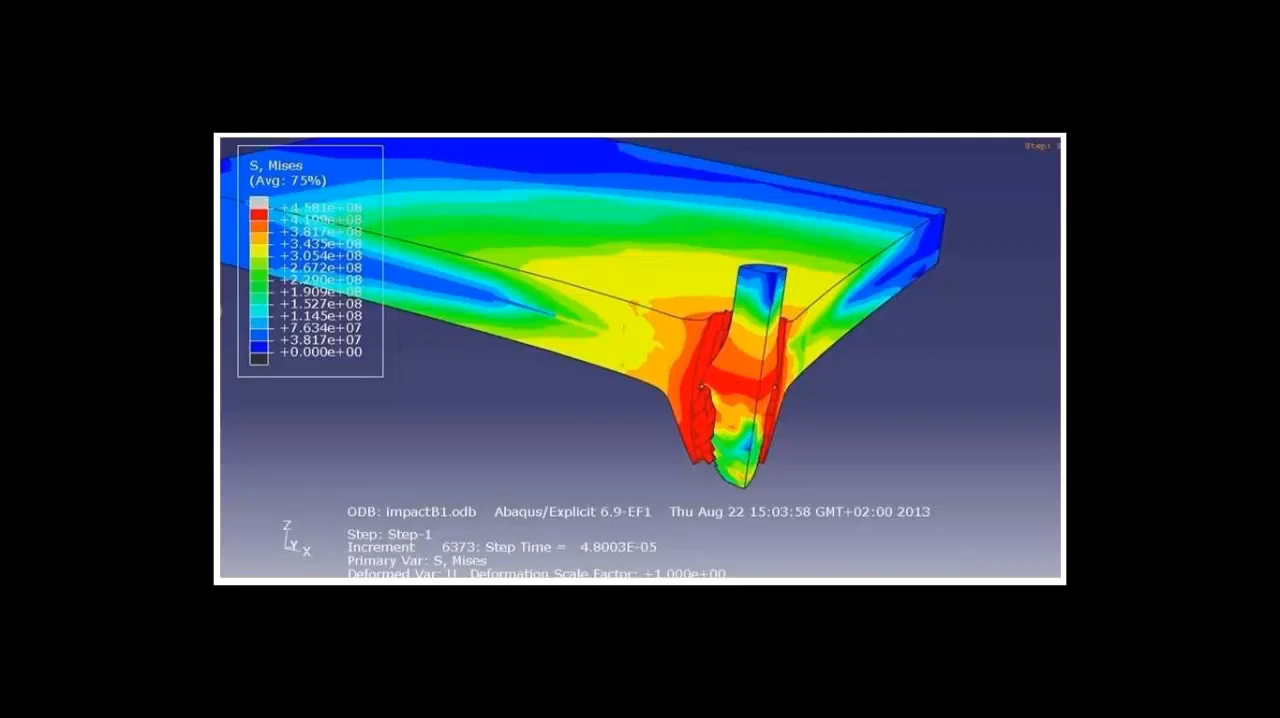 Step:
S, Mises
(Avg: 75%)
+4.581e+08
+4.199e+08
+3.817e+08
+3.435e+08
+3.054e+08
+2.672e+08
+2.290e+08
+1.909e+08
+1.527e+08
+1.145e+08
+7.634e+07
+3.817e+07
+0.000e+00
ODB: impactB1.odb    Abaqus/Explicit 6.9-EF1    Thu Aug 22 15:03:58 GMT+02:00 2013
Z
Y
X
Step: Step-1
Increment    6373: Step Time =   4.8003E-05
Primary Var: S, Mises
Deformed Var: U   Deformation Scale Factor: +1.000e+00